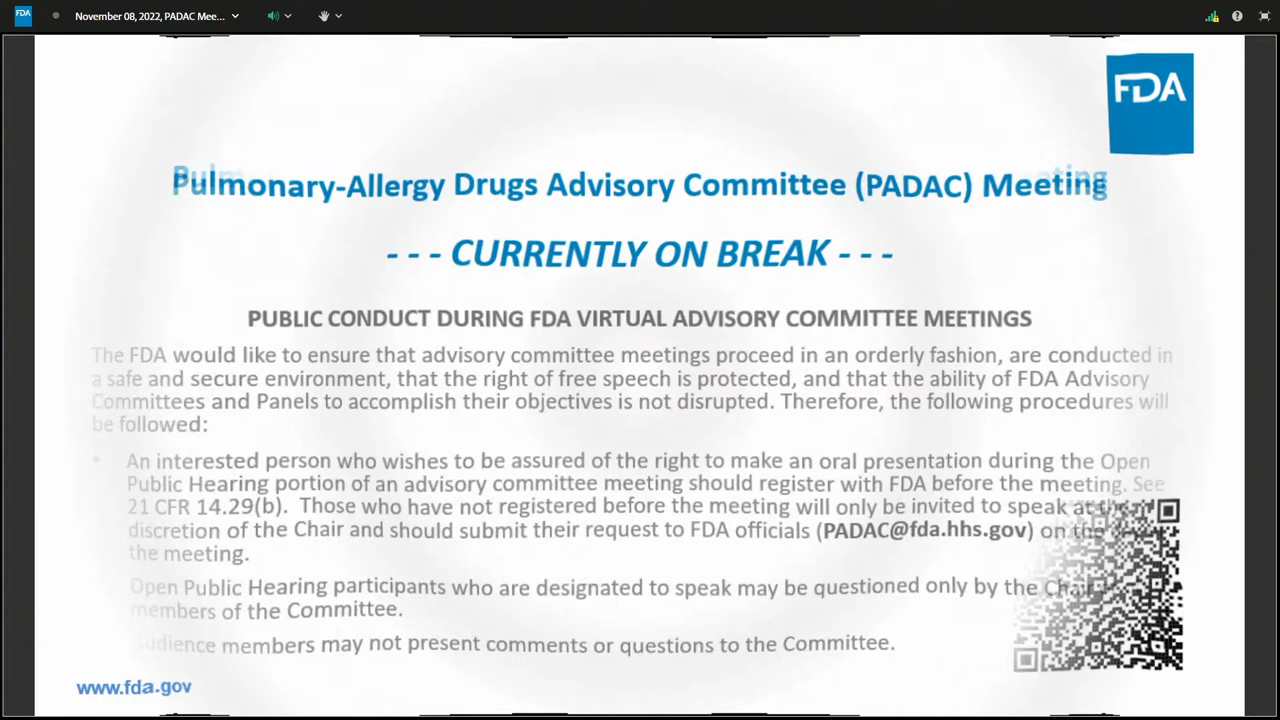 FDA
November 08, 2022, PADAC Mee...
FDA
Pulmonary-Allergy Drugs Advisory Committee (PADAC) Meeting
- - - CURRENTLY ON BREAK - - -
PUBLIC CONDUCT DURING FDA VIRTUAL ADVISORY COMMITTEE MEETINGS
The FDA would like to ensure that advisory committee meetings proceed in an orderly fashion, are conducted in
a safe and secure environment, that the right of free speech is protected, and that the ability of FDA Advisory
Committees and Panels to accomplish their objectives is not disrupted. Therefore, the following procedures will
be followed:
• An interested person who wishes to be assured of the right to make an oral presentation during the Open
Public Hearing portion of an advisory committee meeting should register with FDA before the meeting. See
21 CFR 14.29(b). Those who have not registered before the meeting will only be invited to speak at the
discretion of the Chair and should submit their request to FDA officials (PADAC@fda.hhs.gov) on the
the meeting.
Open Public Hearing participants who are designated to speak may be questioned only by the Chair
members of the Committee.
Audience members may not present comments or questions to the Committee.
www.fda.gov